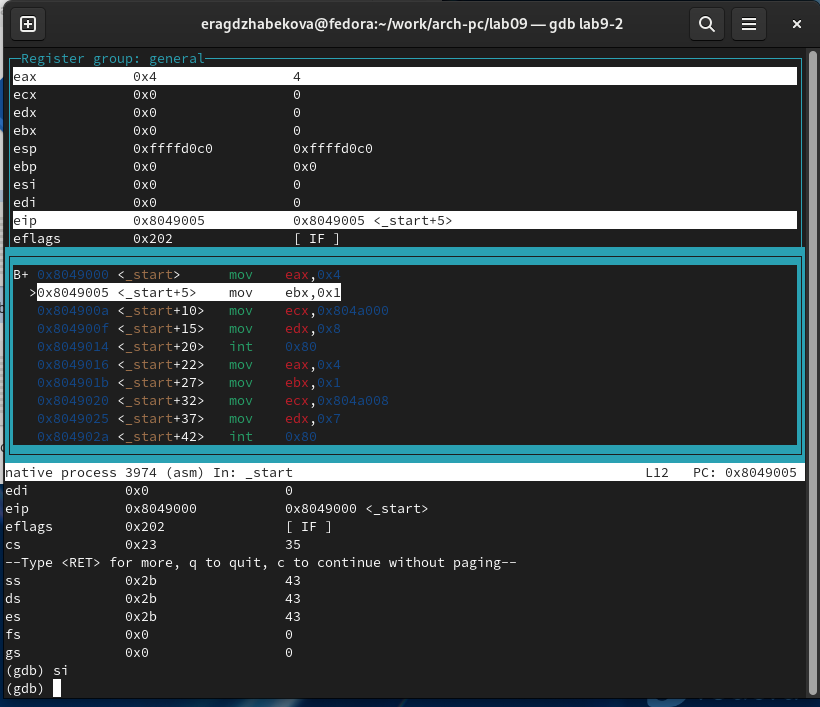 eragdzhabekova@fedora:~/work/arch-pc/lab09 — gdb lab9-2
Register group: general
eax 0x4 4
ecx 0x0 0
edx 0x0 0
ebx 0x0 0
esp 0xffffd0c0 0xffffd0c0
ebp 0x0 0x0
esi 0x0 0
edi 0x0 0
eip 0x8049005 0x8049005 <_start+5>
eflags 0x202 [ IF ]
B+ 0x8049000 <_start> mov eax,0x4
>0x8049005 <_start+5> mov ebx,0x1
0x804900a <_start+10> mov ecx,0x804a000
0x804900f <_start+15> mov edx,0x8
0x8049014 <_start+20> int 0x80
0x8049016 <_start+22> mov eax,0x4
0x804901b <_start+27> mov ebx,0x1
0x8049020 <_start+32> mov ecx,0x804a008
0x8049025 <_start+37> mov edx,0x7
0x804902a <_start+42> int 0x80
native process 3974 (asm) In: _start L12 PC: 0x8049005
edi 0x0 0
eip 0x8049000 0x8049000 <_start>
eflags 0x202 [ IF ]
cs 0x23 35
--Type <RET> for more, q to quit, c to continue without paging--
ss 0x2b 43
ds 0x2b 43
es 0x2b 43
fs 0x0 0
gs 0x0 0
(gdb) si
(gdb)